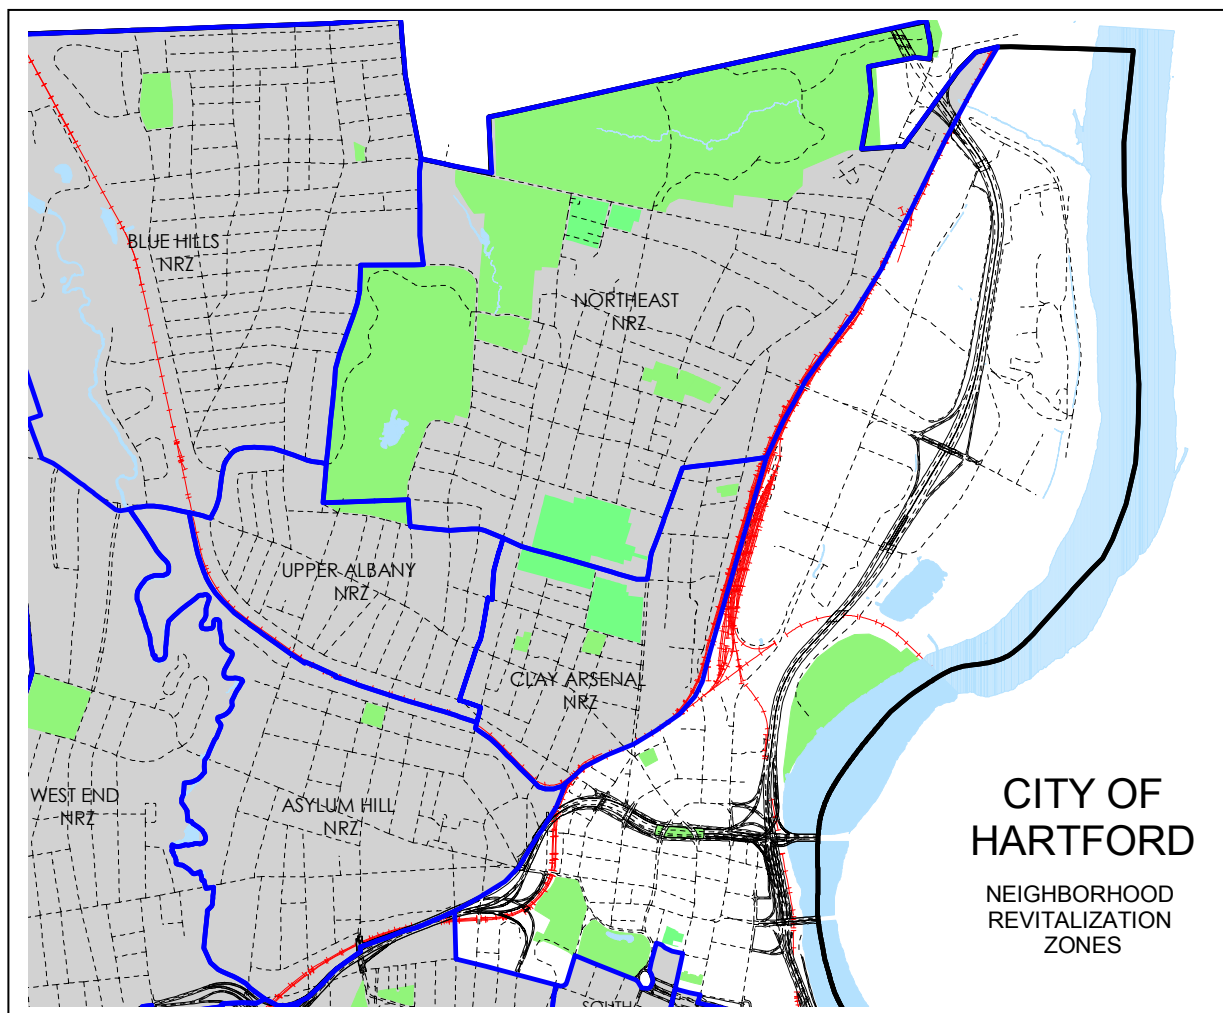 BLUE HILLS
NRZ
NORTHEAST
NRZ
UPPER ALBANY
NRZ
CLAY ARSENAL
NRZ
WEST END
NRZ
ASYLUM HILL
NRZ
CITY OF
HARTFORD
NEIGHBORHOOD
REVITALIZATION
ZONES
SOUTH